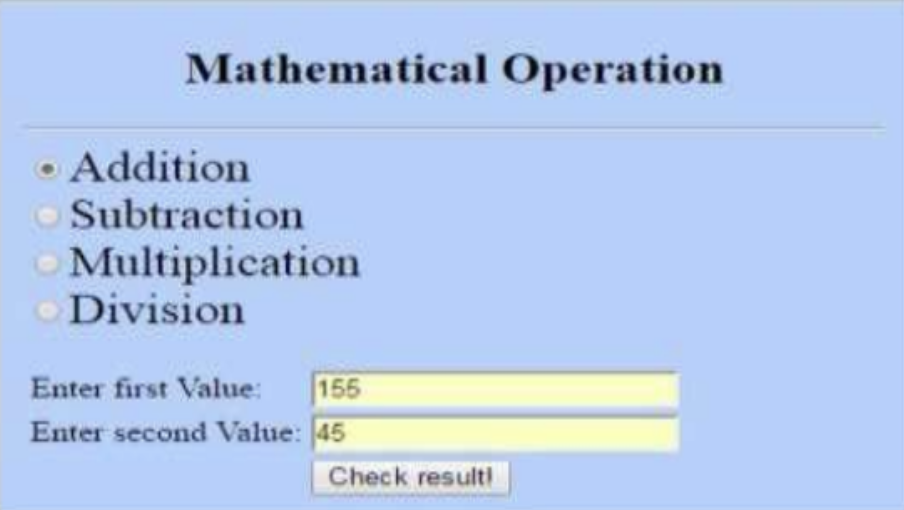 Mathematical Operation
Addition
Subtraction
Multiplication
Division
Enter first Value: 155
Enter second Value: 45
Check result!